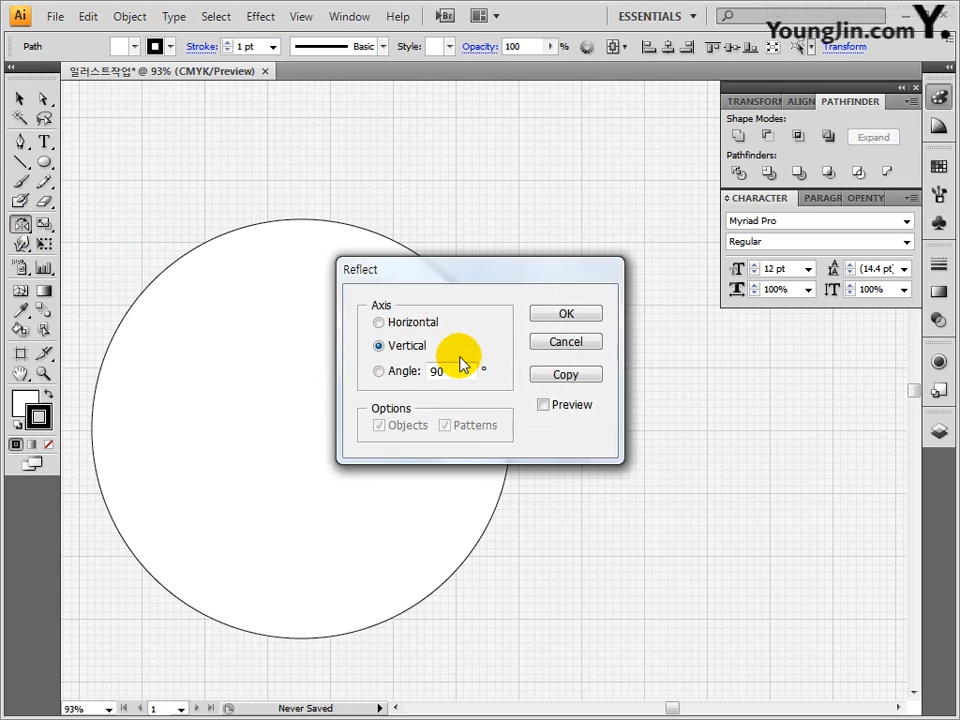 Ai File Edit Object Type Select Effect View Window Help Br ESSENTIALS
YoungJin.com Y.
Path Stroke: 1 pt Basic Style: Opacity: 100 % Transform
일러스트작업* @ 93% (CMYK/Preview) ×
TRANSFORM ALIGN PATHFINDER
Shape Modes:
Expand
Pathfinders:
CHARACTER PARAGR OPENTY
Myriad Pro
Regular
12 pt (14.4 pt)
100% 100%
Reflect
Axis
Horizontal
Vertical
Angle: 90 °
Options
Objects Patterns
OK
Cancel
Copy
Preview
93% 1 Never Saved